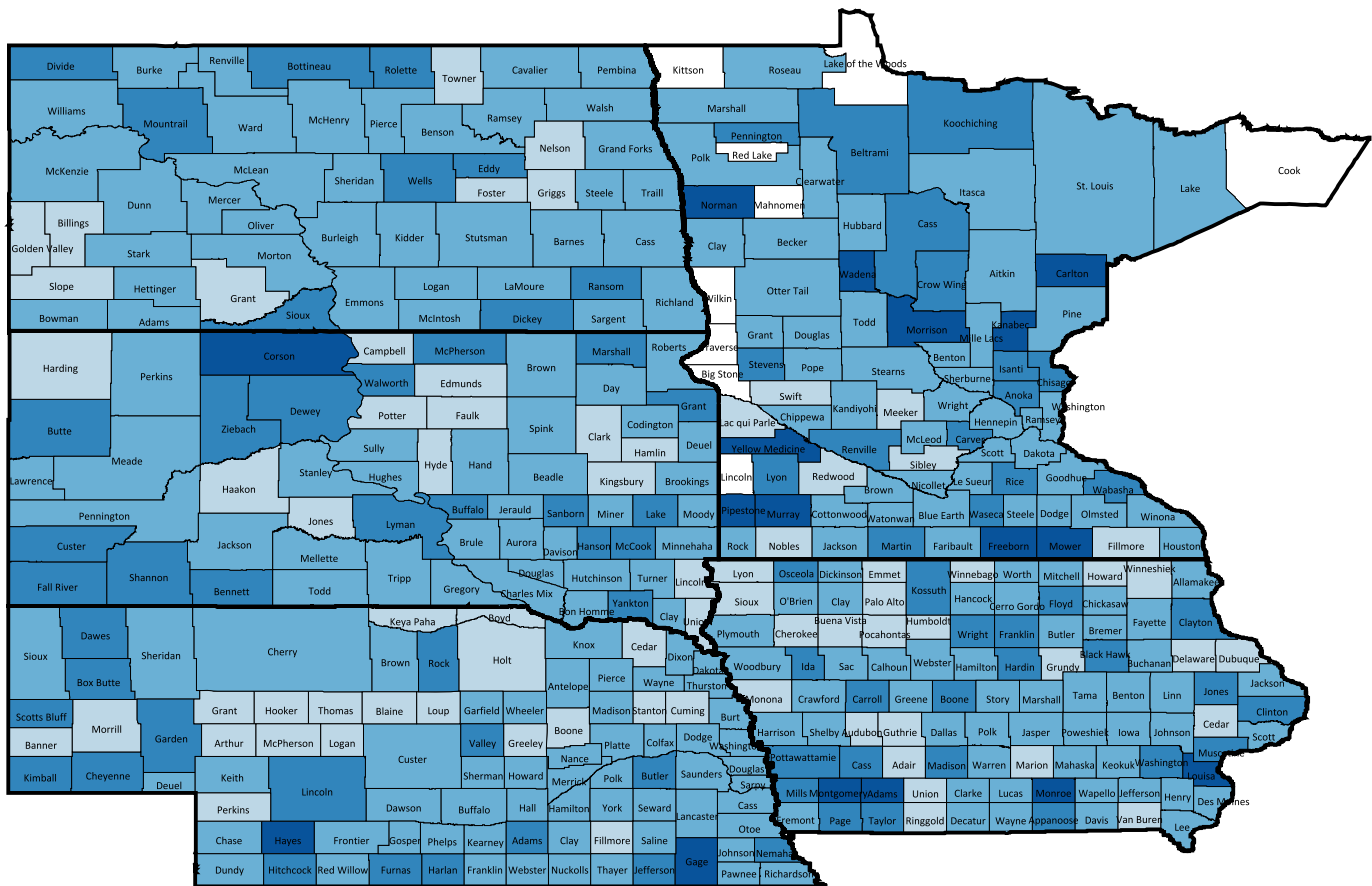 Divide
Burke
Renville
Bottineau
Rolette
Towner
Cavalier
Pembina
Williams
Mountrail
Ward
McHenry
Pierce
Benson
Ramsey
Walsh
Nelson
Grand Forks
McKenzie
McLean
Sheridan
Wells
Eddy
Foster
Griggs
Steele
Traill
Dunn
Mercer
Oliver
Billings
Golden Valley
Stark
Morton
Burleigh
Kidder
Stutsman
Barnes
Cass
Slope
Hettinger
Grant
Sioux
Emmons
Logan
LaMoure
Ransom
Richland
Bowman
Adams
McIntosh
Dickey
Sargent
Kittson
Roseau
Lake of the Woods
Marshall
Pennington
Red Lake
Polk
Beltrami
Koochiching
Clearwater
Norman
Mahnomen
Itasca
St. Louis
Lake
Cook
Clay
Becker
Hubbard
Cass
Wilkin
Otter Tail
Wadena
Crow Wing
Aitkin
Carlton
Todd
Morrison
Mille Lacs
Kanabec
Pine
Grant
Douglas
Traverse
Big Stone
Stevens
Pope
Stearns
Benton
Sherburne
Isanti
Chisago
Anoka
Washington
Swift
Chippewa
Kandiyohi
Meeker
Wright
Hennepin
Ramsey
Lac qui Parle
Yellow Medicine
Renville
McLeod
Carver
Scott
Dakota
Sibley
Lincoln
Lyon
Redwood
Brown
Nicollet
Le Sueur
Rice
Goodhue
Wabasha
Pipestone
Murray
Cottonwood
Watonwan
Blue Earth
Waseca
Steele
Dodge
Olmsted
Winona
Rock
Nobles
Jackson
Martin
Faribault
Freeborn
Mower
Fillmore
Houston
Harding
Perkins
Corson
Campbell
McPherson
Brown
Marshall
Roberts
Walworth
Edmunds
Day
Dewey
Ziebach
Potter
Faulk
Grant
Butte
Meade
Sully
Hyde
Hand
Spink
Clark
Codington
Hamlin
Deuel
Lawrence
Haakon
Stanley
Hughes
Beadle
Kingsbury
Brookings
Pennington
Jones
Lyman
Buffalo
Jerauld
Sanborn
Miner
Lake
Moody
Custer
Jackson
Mellette
Brule
Aurora
Davison
Hanson
McCook
Minnehaha
Fall River
Shannon
Bennett
Todd
Tripp
Gregory
Douglas
Charles Mix
Hutchinson
Turner
Lincoln
Bon Homme
Yankton
Clay
Union
Sioux
Dawes
Box Butte
Sheridan
Cherry
Keya Paha
Boyd
Brown
Rock
Holt
Knox
Cedar
Dixon
Dakota
Antelope
Pierce
Wayne
Thurston
Scotts Bluff
Morrill
Garden
Grant
Hooker
Thomas
Blaine
Loup
Garfield
Wheeler
Madison
Stanton
Cuming
Burt
Banner
Arthur
McPherson
Logan
Custer
Valley
Greeley
Boone
Nance
Platte
Colfax
Dodge
Washington
Kimball
Cheyenne
Deuel
Keith
Lincoln
Sherman
Howard
Merrick
Polk
Butler
Saunders
Douglas
Sarpy
Perkins
Dawson
Buffalo
Hall
Hamilton
York
Seward
Lancaster
Cass
Otoe
Chase
Hayes
Frontier
Gosper
Phelps
Kearney
Adams
Clay
Fillmore
Saline
Gage
Johnson
Nemaha
Dundy
Hitchcock
Red Willow
Furnas
Harlan
Franklin
Webster
Nuckolls
Thayer
Jefferson
Pawnee
Richardson
Lyon
Osceola
Dickinson
Emmet
Winnebago
Worth
Mitchell
Howard
Winneshiek
Allamakee
Sioux
O'Brien
Clay
Palo Alto
Kossuth
Hancock
Cerro Gordo
Floyd
Chickasaw
Plymouth
Cherokee
Buena Vista
Pocahontas
Humboldt
Wright
Franklin
Butler
Bremer
Fayette
Clayton
Woodbury
Ida
Sac
Calhoun
Webster
Hamilton
Hardin
Grundy
Black Hawk
Buchanan
Delaware
Dubuque
Monona
Crawford
Carroll
Greene
Boone
Story
Marshall
Tama
Benton
Linn
Jones
Jackson
Clinton
Cedar
Scott
Harrison
Shelby
Audubon
Guthrie
Dallas
Polk
Jasper
Poweshiek
Iowa
Johnson
Muscatine
Pottawattamie
Cass
Adair
Madison
Warren
Marion
Mahaska
Keokuk
Washington
Louisa
Mills
Montgomery
Adams
Union
Clarke
Lucas
Monroe
Wapello
Jefferson
Henry
Des Moines
Fremont
Page
Taylor
Ringgold
Decatur
Wayne
Appanoose
Davis
Van Buren
Lee